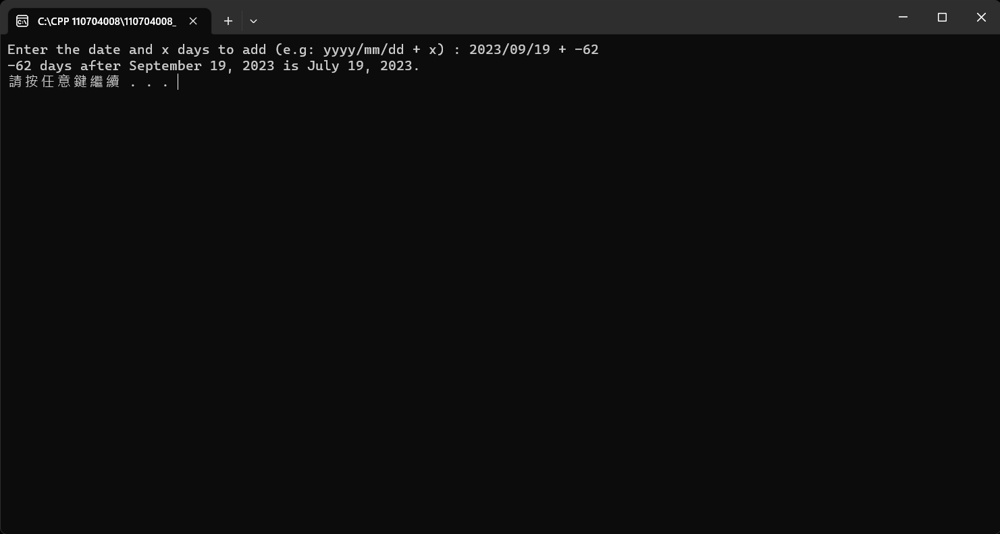 C:\CPP 110704008\110704008_
Enter the date and x days to add (e.g: yyyy/mm/dd + x) : 2023/09/19 + -62
-62 days after September 19, 2023 is July 19, 2023.
請按任意鍵繼續 . . .